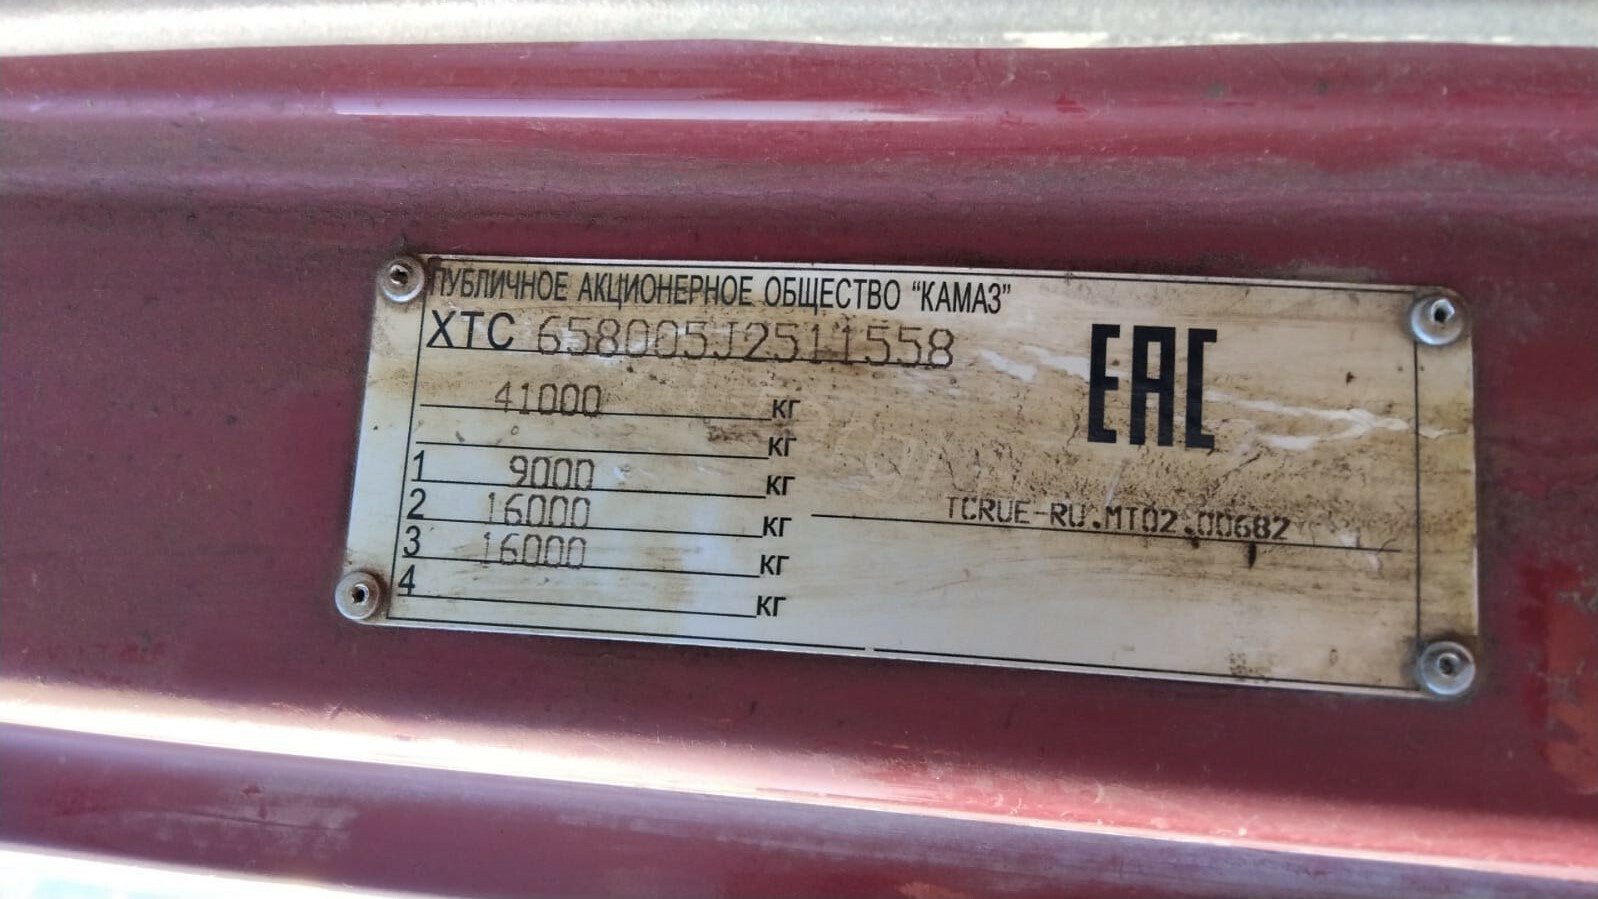 ПУБЛИЧНОЕ АКЦИОНЕРНОЕ ОБЩЕСТВО "КАМАЗ"
XTC 658005J2511558
EAC
41000 кг
кг
1 9000 кг
2 16000 кг
3 16000 кг
4 кг
TCRUE-RU.MT02.00682